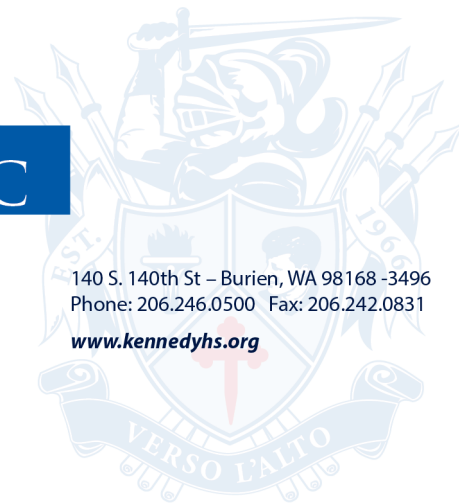 C
EST.
1966
140 S. 140th St – Burien, WA 98168 -3496
Phone: 206.246.0500   Fax: 206.242.0831
www.kennedyhs.org
VERSO L'ALTO